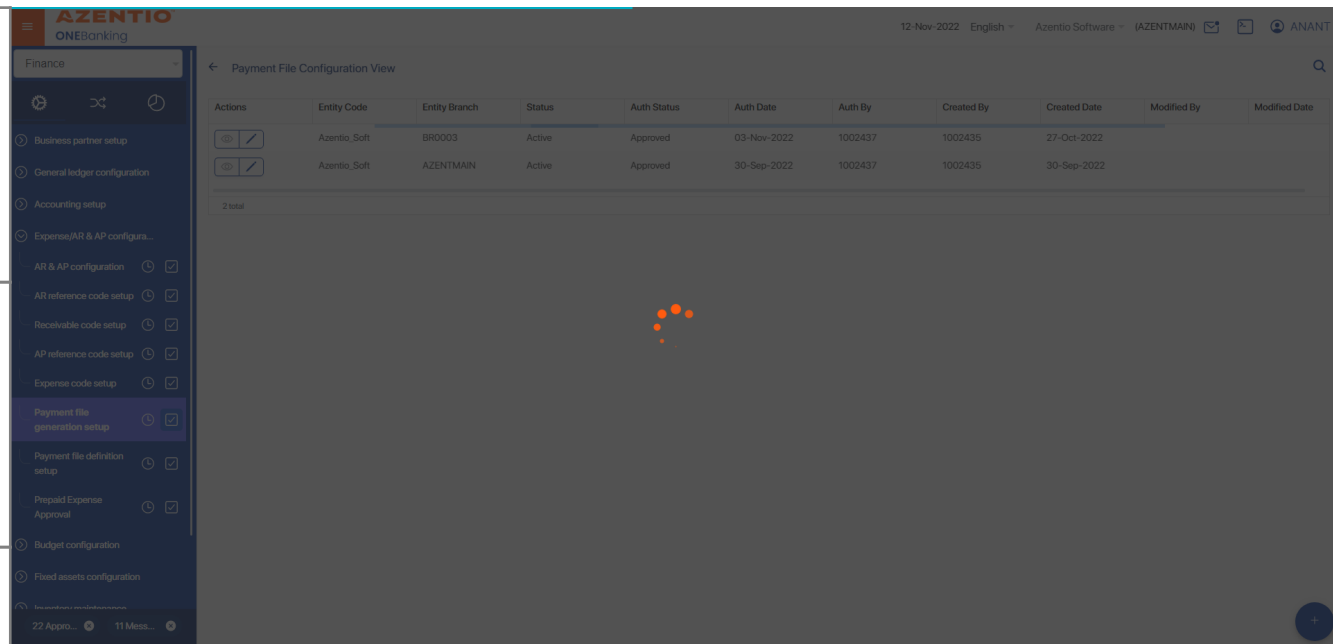 AZENTIO
ONEBanking
12-Nov-2022 English Azentio Software (AZENTMAIN) ANANT
Finance
Payment File Configuration View
Actions Entity Code Entity Branch Status Auth Status Auth Date Auth By Created By Created Date Modified By Modified Date
Azentio_Soft BR0003 Active Approved 03-Nov-2022 1002437 1002435 27-Oct-2022
Azentio_Soft AZENTMAIN Active Approved 30-Sep-2022 1002437 1002435 30-Sep-2022
2 total
Business partner setup
General ledger configuration
Accounting setup
Expense/AR & AP configura...
AR & AP configuration
AR reference code setup
Receivable code setup
AP reference code setup
Expense code setup
Payment file
generation setup
Payment file definition
setup
Prepaid Expense
Approval
Budget configuration
Fixed assets configuration
Inventory maintenance
22 Appro... 11 Mess...